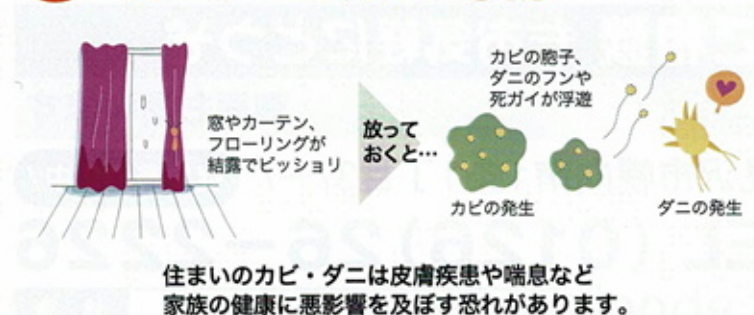 窓やカーテン、
フローリングが
結露でビッショリ
放って
おくと…
カビの胞子、
ダニのフンや
死ガイが浮遊
カビの発生
ダニの発生
住まいのカビ・ダニは皮膚疾患や喘息など
家族の健康に悪影響を及ぼす恐れがあります。